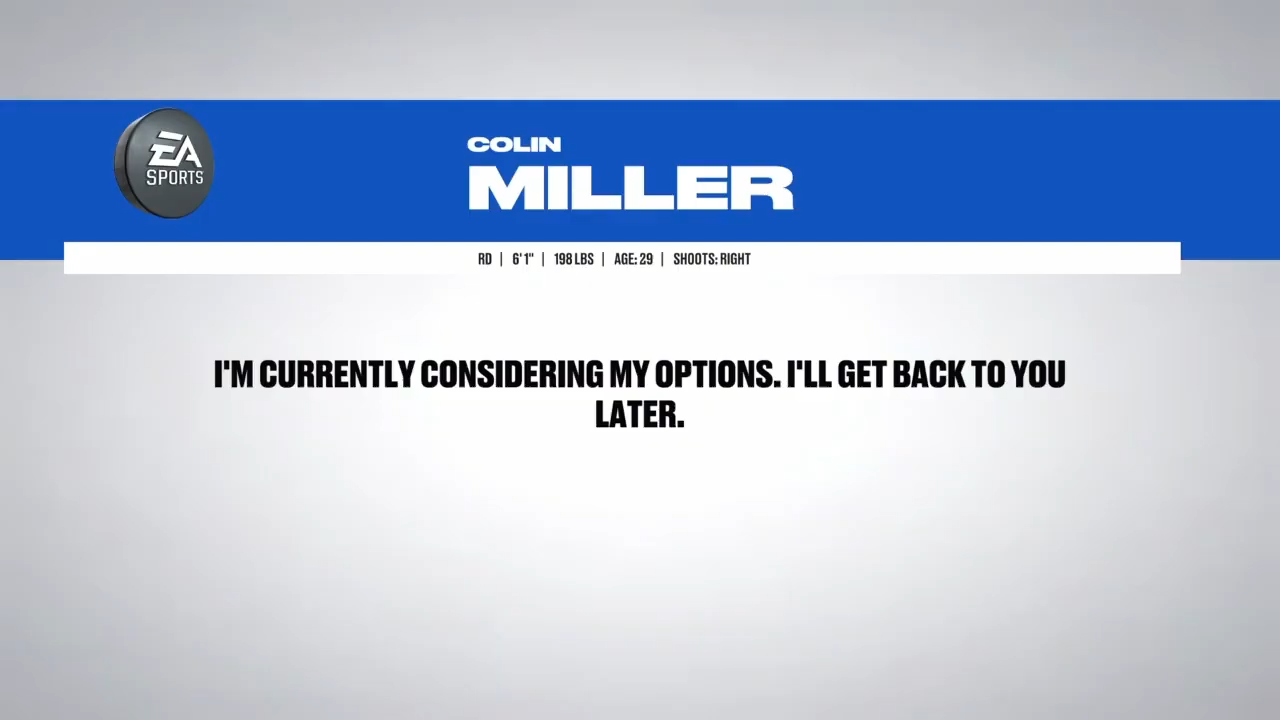 EA
SPORTS
COLIN
MILLER
RD | 6'1" | 198 LBS | AGE: 29 | SHOOTS: RIGHT
I'M CURRENTLY CONSIDERING MY OPTIONS. I'LL GET BACK TO YOU
LATER.